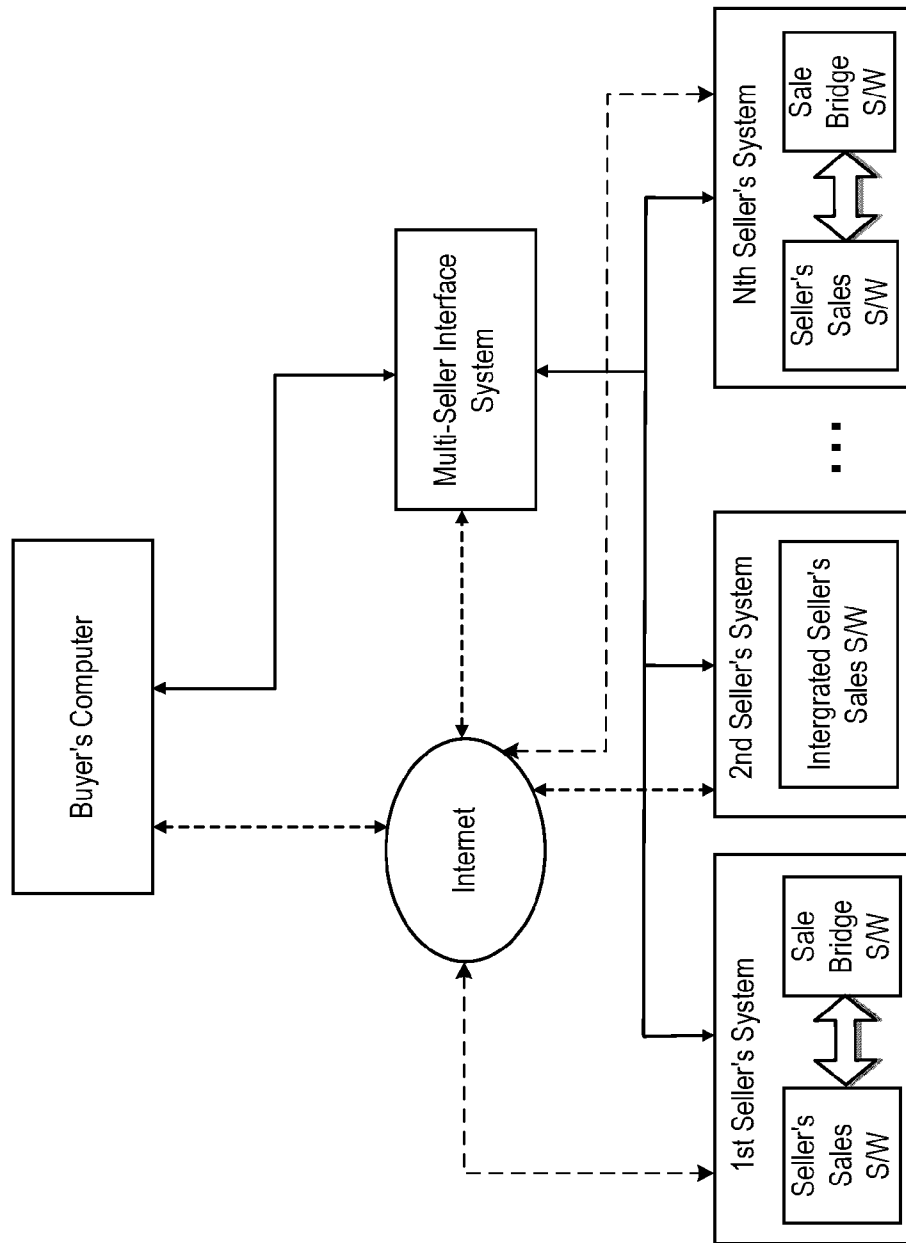 Buyer's Computer
Internet
Multi-Seller Interface
System
1st Seller's System
Seller's
Sales
S/W
Sale
Bridge
S/W
2nd Seller's System
Intergrated Seller's
Sales S/W
...
Nth Seller's System
Seller's
Sales
S/W
Sale
Bridge
S/W